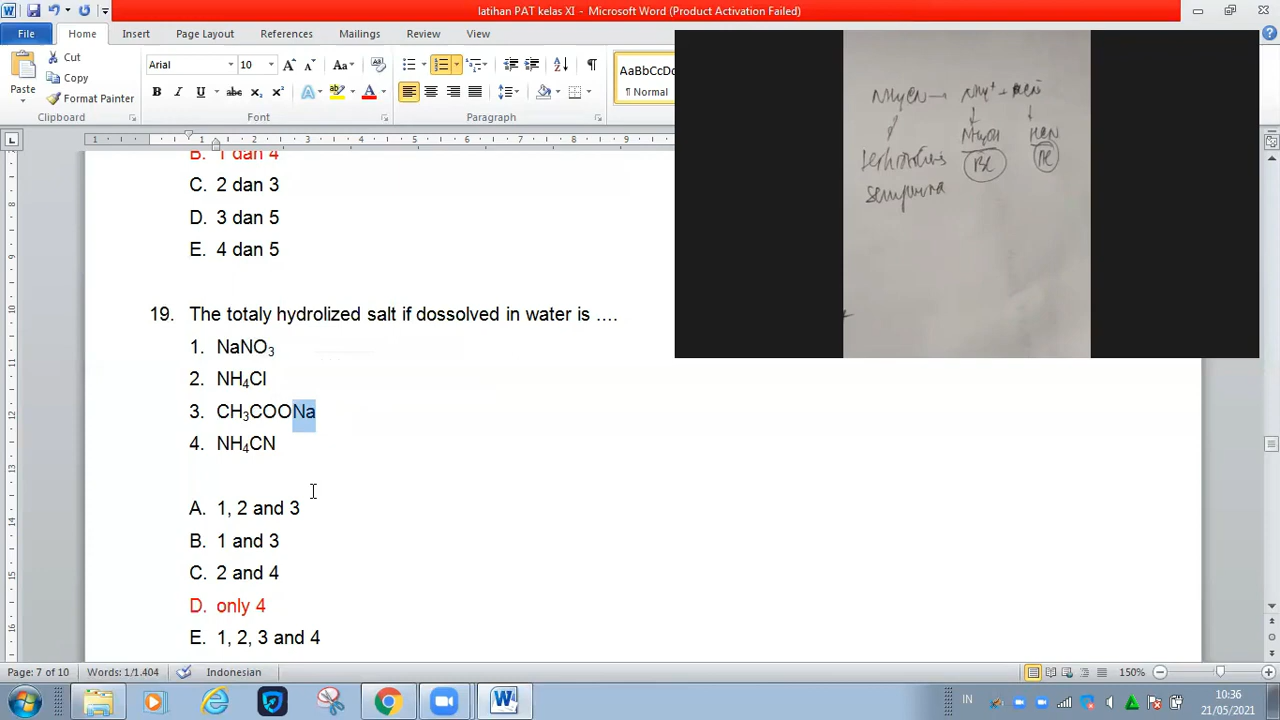 latihan PAT kelas XI - Microsoft Word (Product Activation Failed)
File Home Insert Page Layout References Mailings Review View
Paste
Cut
Copy
Format Painter
Clipboard
Arial 10
Font
Paragraph
AaBbCcDd
¶ Normal
B. 1 dan 4
C. 2 dan 3
D. 3 dan 5
E. 4 dan 5
19. The totaly hydrolized salt if dossolved in water is ....
1. NaNO₃
2. NH₄Cl
3. CH₃COONa
4. NH₄CN
A. 1, 2 and 3
B. 1 and 3
C. 2 and 4
D. only 4
E. 1, 2, 3 and 4
NH₄CN → NH₄⁺ +
NH₄OH HCN
sempurna
Page: 7 of 10 Words: 1/1.404 Indonesian 150%
IN 10:36
21/05/2021